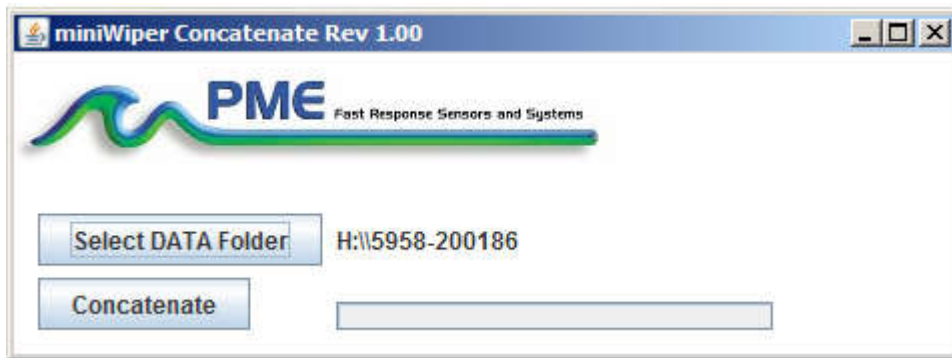 miniWiper Concatenate Rev 1.00
PME Fast Response Sensors and Systems
Select DATA Folder H:\\5958-200186
Concatenate